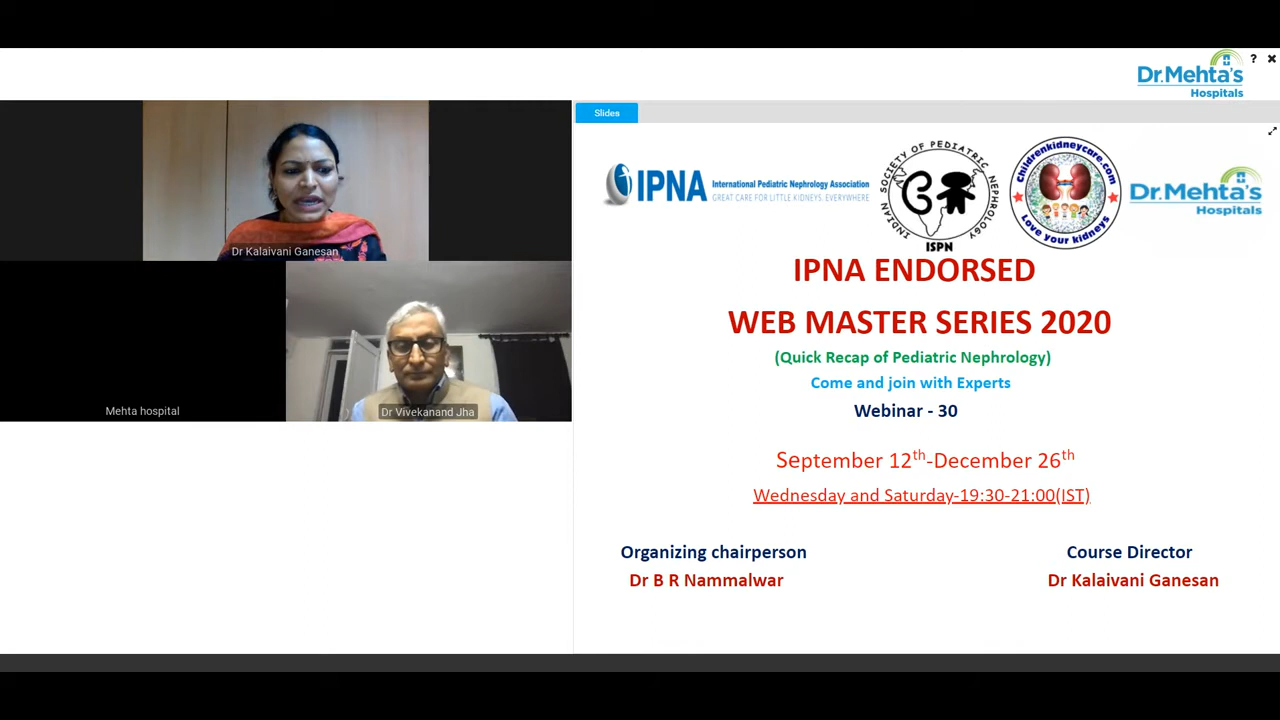 Dr.Mehta's
Hospitals
?
Slides
Dr Kalaivani Ganesan
Mehta hospital
Dr Vivekanand Jha
IPNA International Pediatric Nephrology Association
GREAT CARE FOR LITTLE KIDNEYS. EVERYWHERE
INDIAN SOCIETY OF PEDIATRIC NEPHROLOGY
ISPN
Childrenkidneycare.com
Love your kidneys
Dr.Mehta's
Hospitals
IPNA ENDORSED
WEB MASTER SERIES 2020
(Quick Recap of Pediatric Nephrology)
Come and join with Experts
Webinar - 30
September 12th-December 26th
Wednesday and Saturday-19:30-21:00(IST)
Organizing chairperson
Dr B R Nammalwar
Course Director
Dr Kalaivani Ganesan